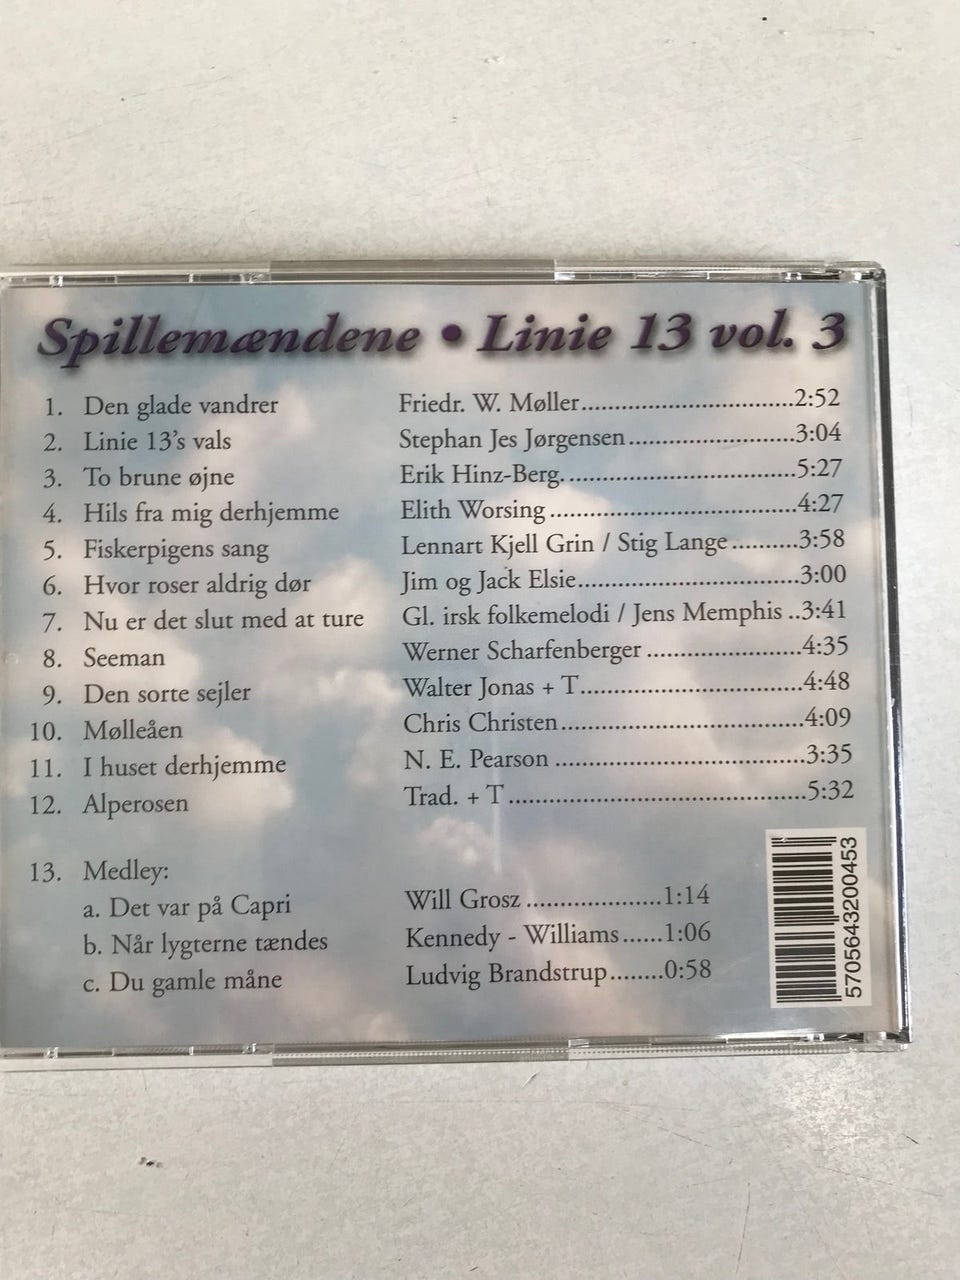 Spillemændene • Linie 13 vol. 3
1. Den glade vandrer Friedr. W. Møller..............................2:52
2. Linie 13's vals Stephan Jes Jørgensen........................3:04
3. To brune øjne Erik Hinz-Berg.................................5:27
4. Hils fra mig derhjemme Elith Worsing...................................4:27
5. Fiskerpigens sang Lennart Kjell Grin / Stig Lange..........3:58
6. Hvor roser aldrig dør Jim og Jack Elsie...............................3:00
7. Nu er det slut med at ture Gl. irsk folkemelodi / Jens Memphis ..3:41
8. Seeman Werner Scharfenberger ......................4:35
9. Den sorte sejler Walter Jonas + T................................4:48
10. Mølleåen Chris Christen..................................4:09
11. I huset derhjemme N. E. Pearson ...................................3:35
12. Alperosen Trad. + T..........................................5:32
13. Medley:
a. Det var på Capri Will Grosz ...................1:14
b. Når lygterne tændes Kennedy - Williams......1:06
c. Du gamle måne Ludvig Brandstrup........0:58
5705643200453